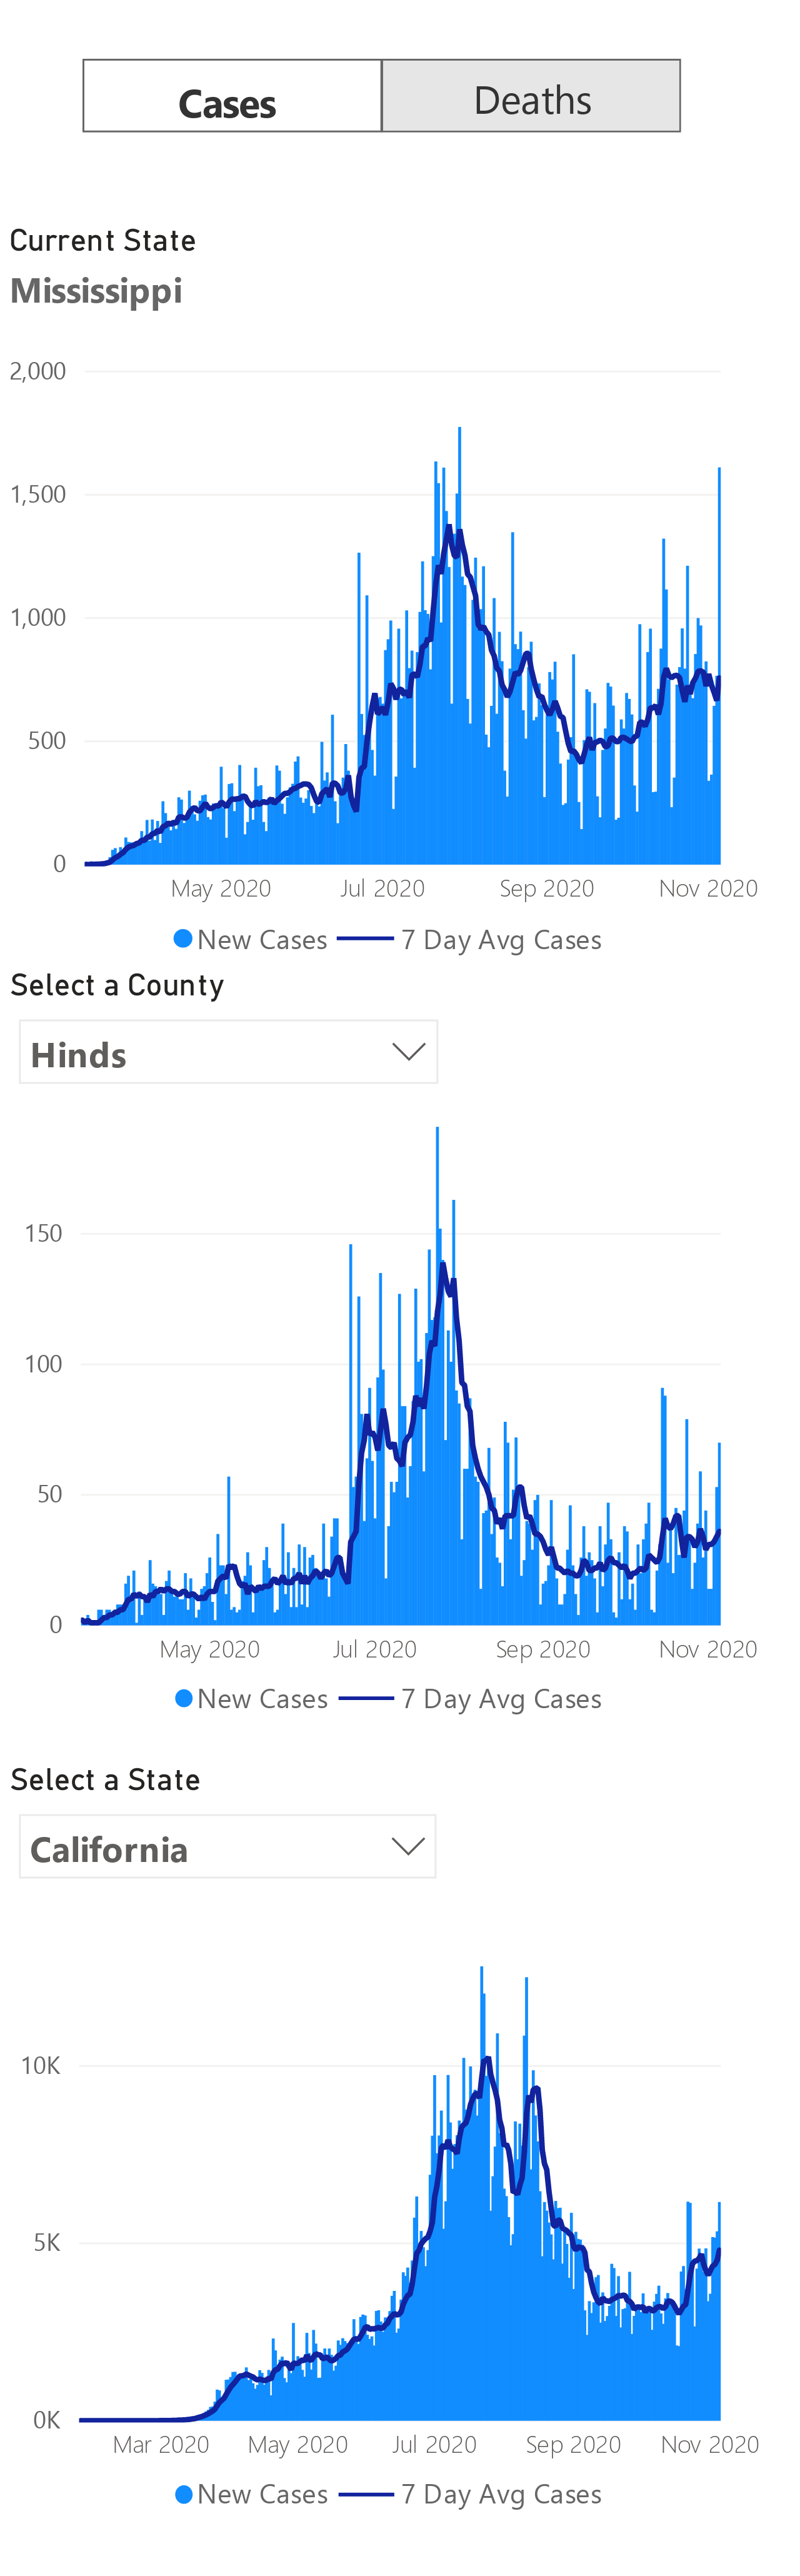 Cases Deaths
Current State
Mississippi
2,000
1,500
1,000
500
0
May 2020 Jul 2020 Sep 2020 Nov 2020
New Cases 7 Day Avg Cases
Select a County
Hinds
150
100
50
0
May 2020 Jul 2020 Sep 2020 Nov 2020
New Cases 7 Day Avg Cases
Select a State
California
10K
5K
0K
Mar 2020 May 2020 Jul 2020 Sep 2020 Nov 2020
New Cases 7 Day Avg Cases